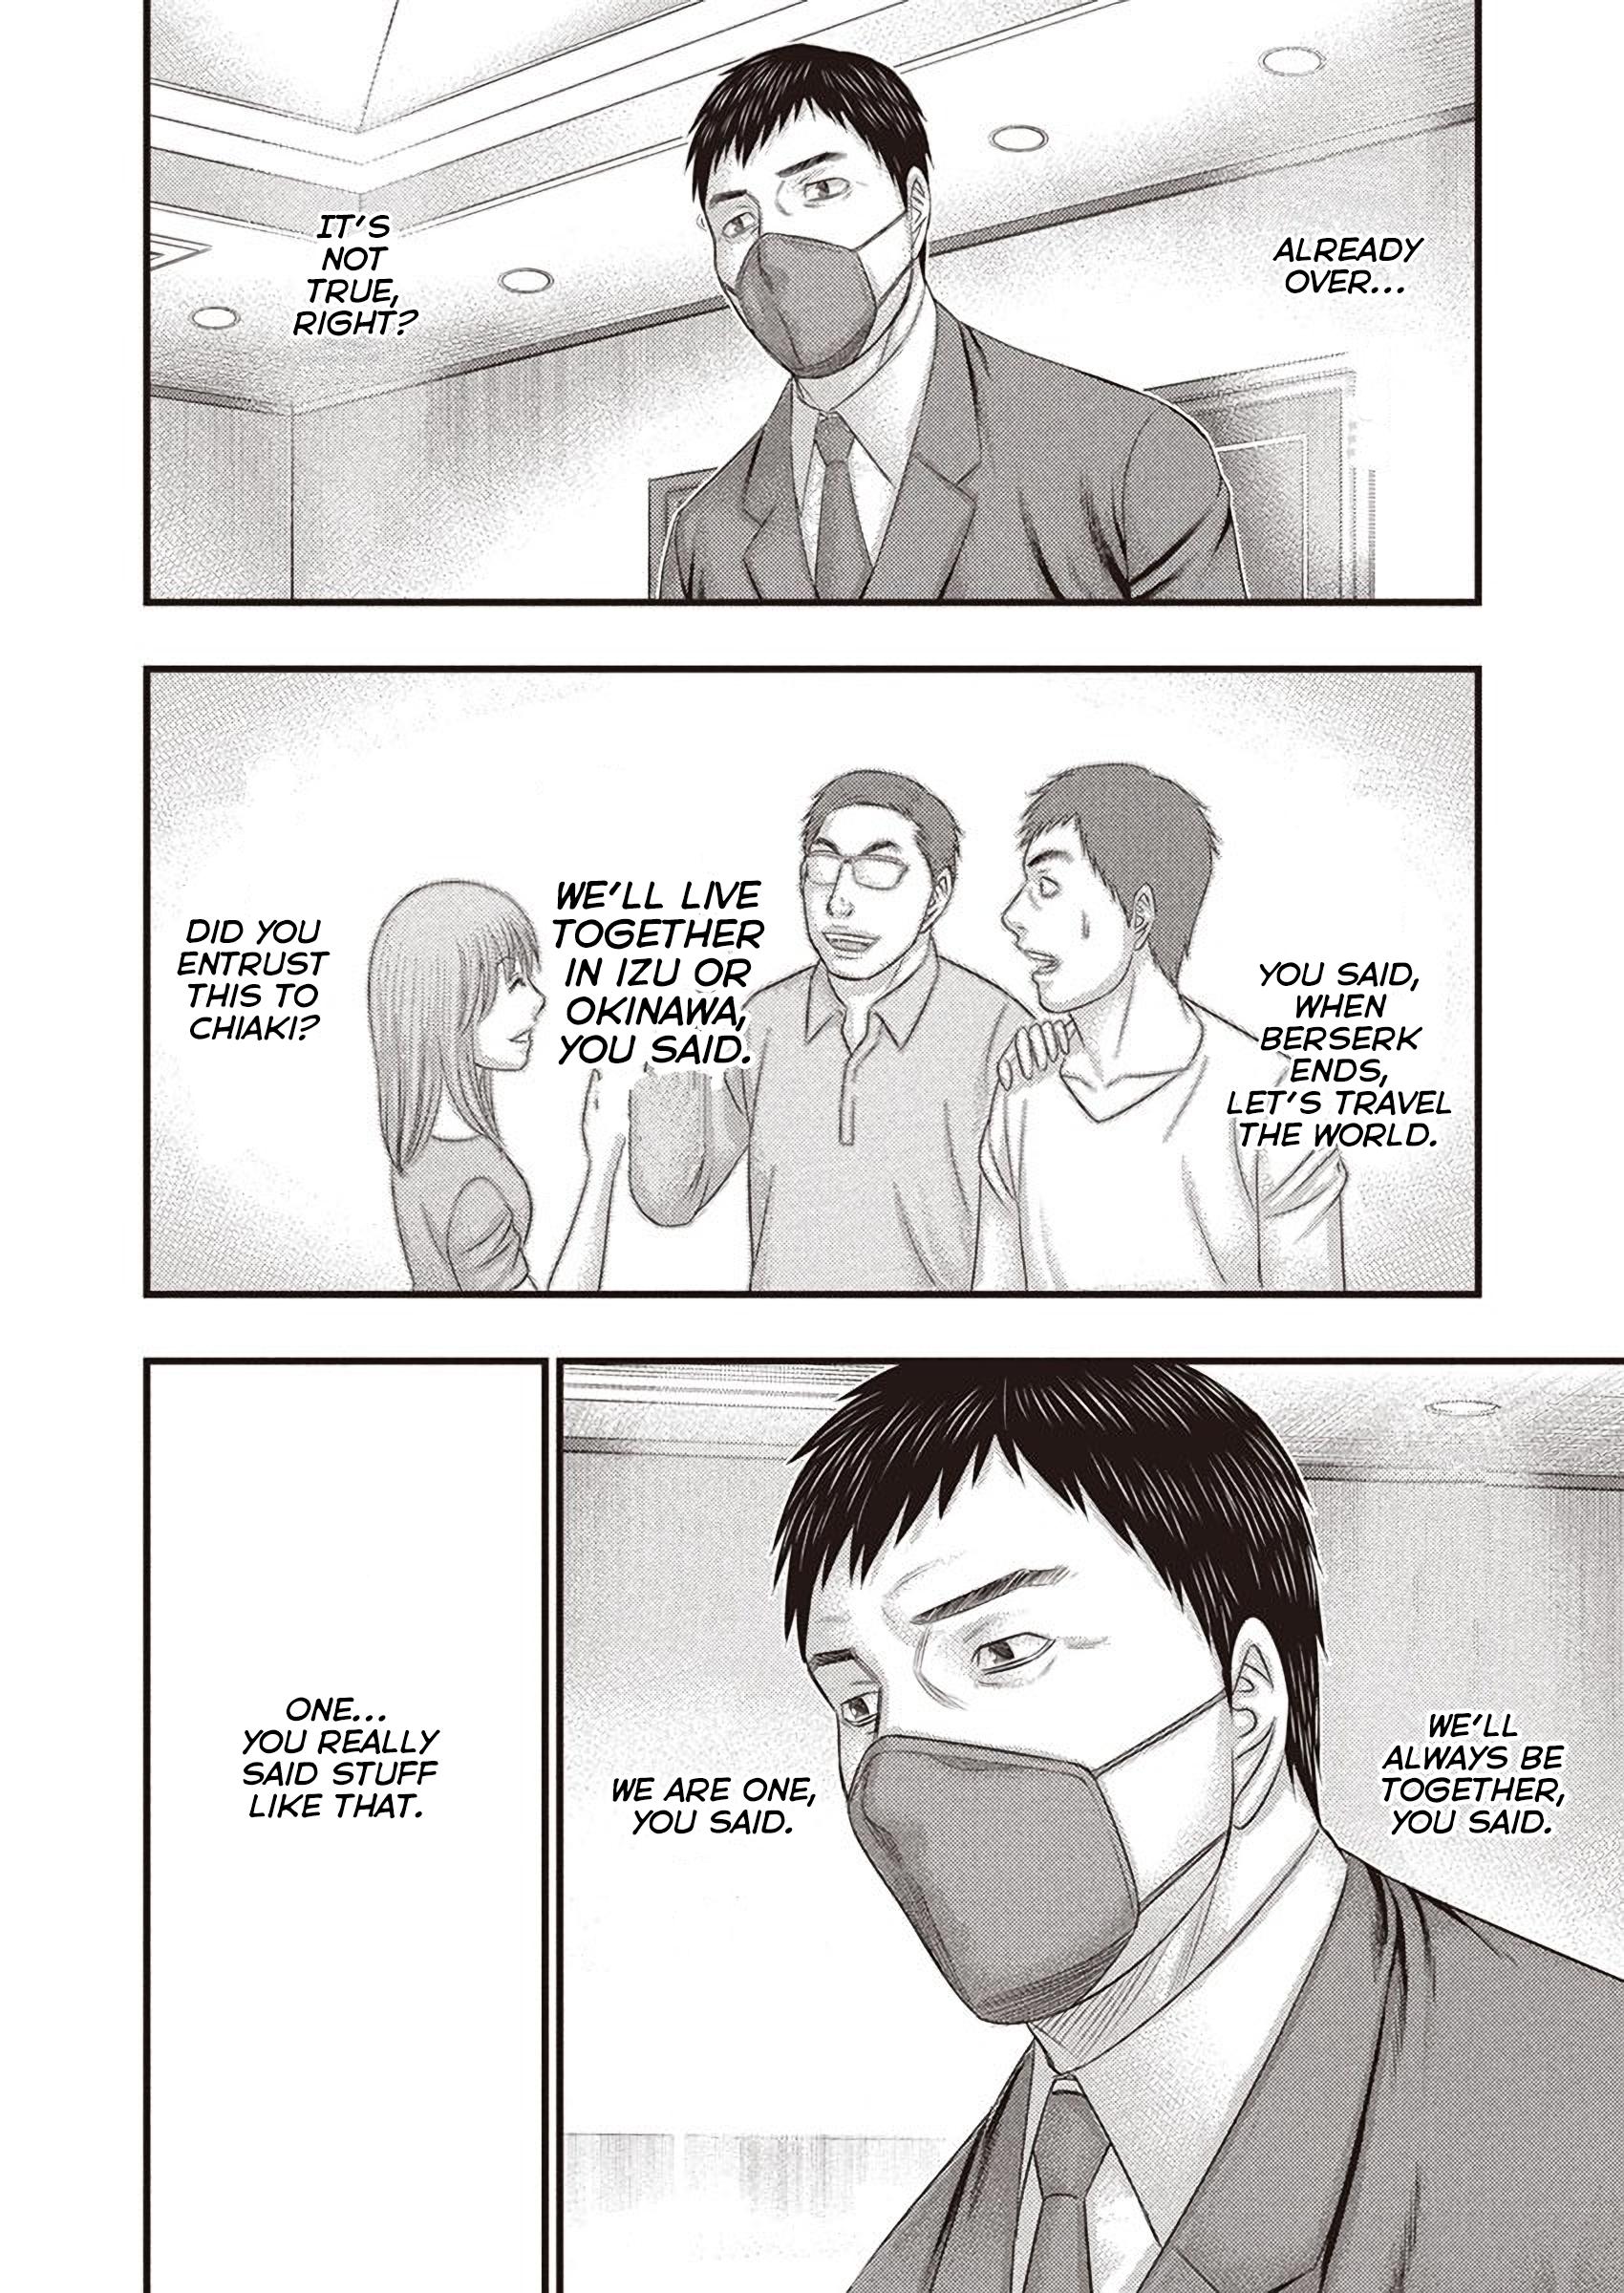 ALREADY
OVER...
IT'S
NOT
TRUE,
RIGHT?
YOU SAID,
WHEN
BERSERK
ENDS,
LET'S TRAVEL
THE WORLD.
WE'LL LIVE
TOGETHER
IN IZU OR
OKINAWA,
YOU SAID.
DID YOU
ENTRUST
THIS TO
CHIAKI?
WE'LL
ALWAYS BE
TOGETHER,
YOU SAID.
WE ARE ONE,
YOU SAID.
ONE...
YOU REALLY
SAID STUFF
LIKE THAT.